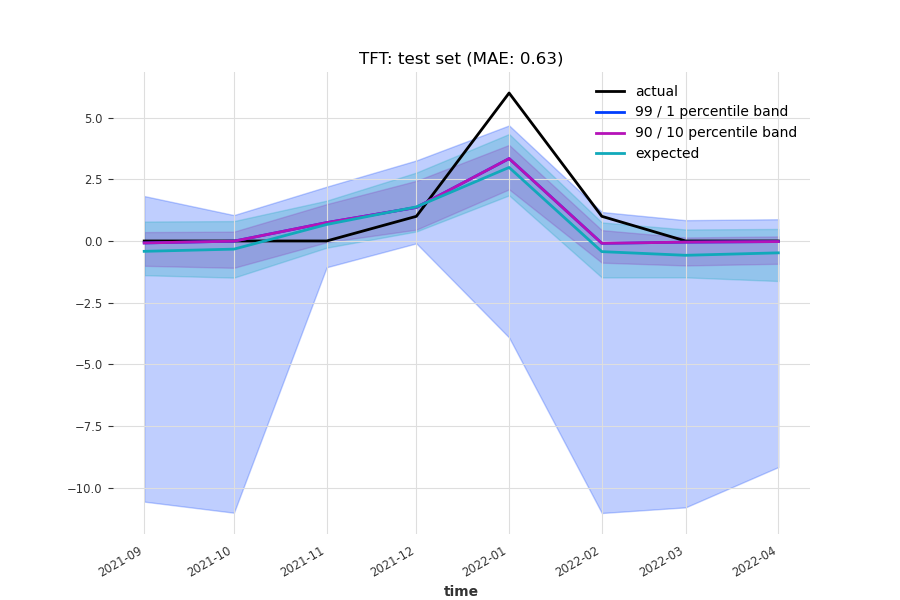 TFT: test set (MAE: 0.63)
actual
99 / 1 percentile band
90 / 10 percentile band
expected
5.0
2.5
0.0
−2.5
−5.0
−7.5
−10.0
2021-09
2021-10
2021-11
2021-12
2022-01
2022-02
2022-03
2022-04
time